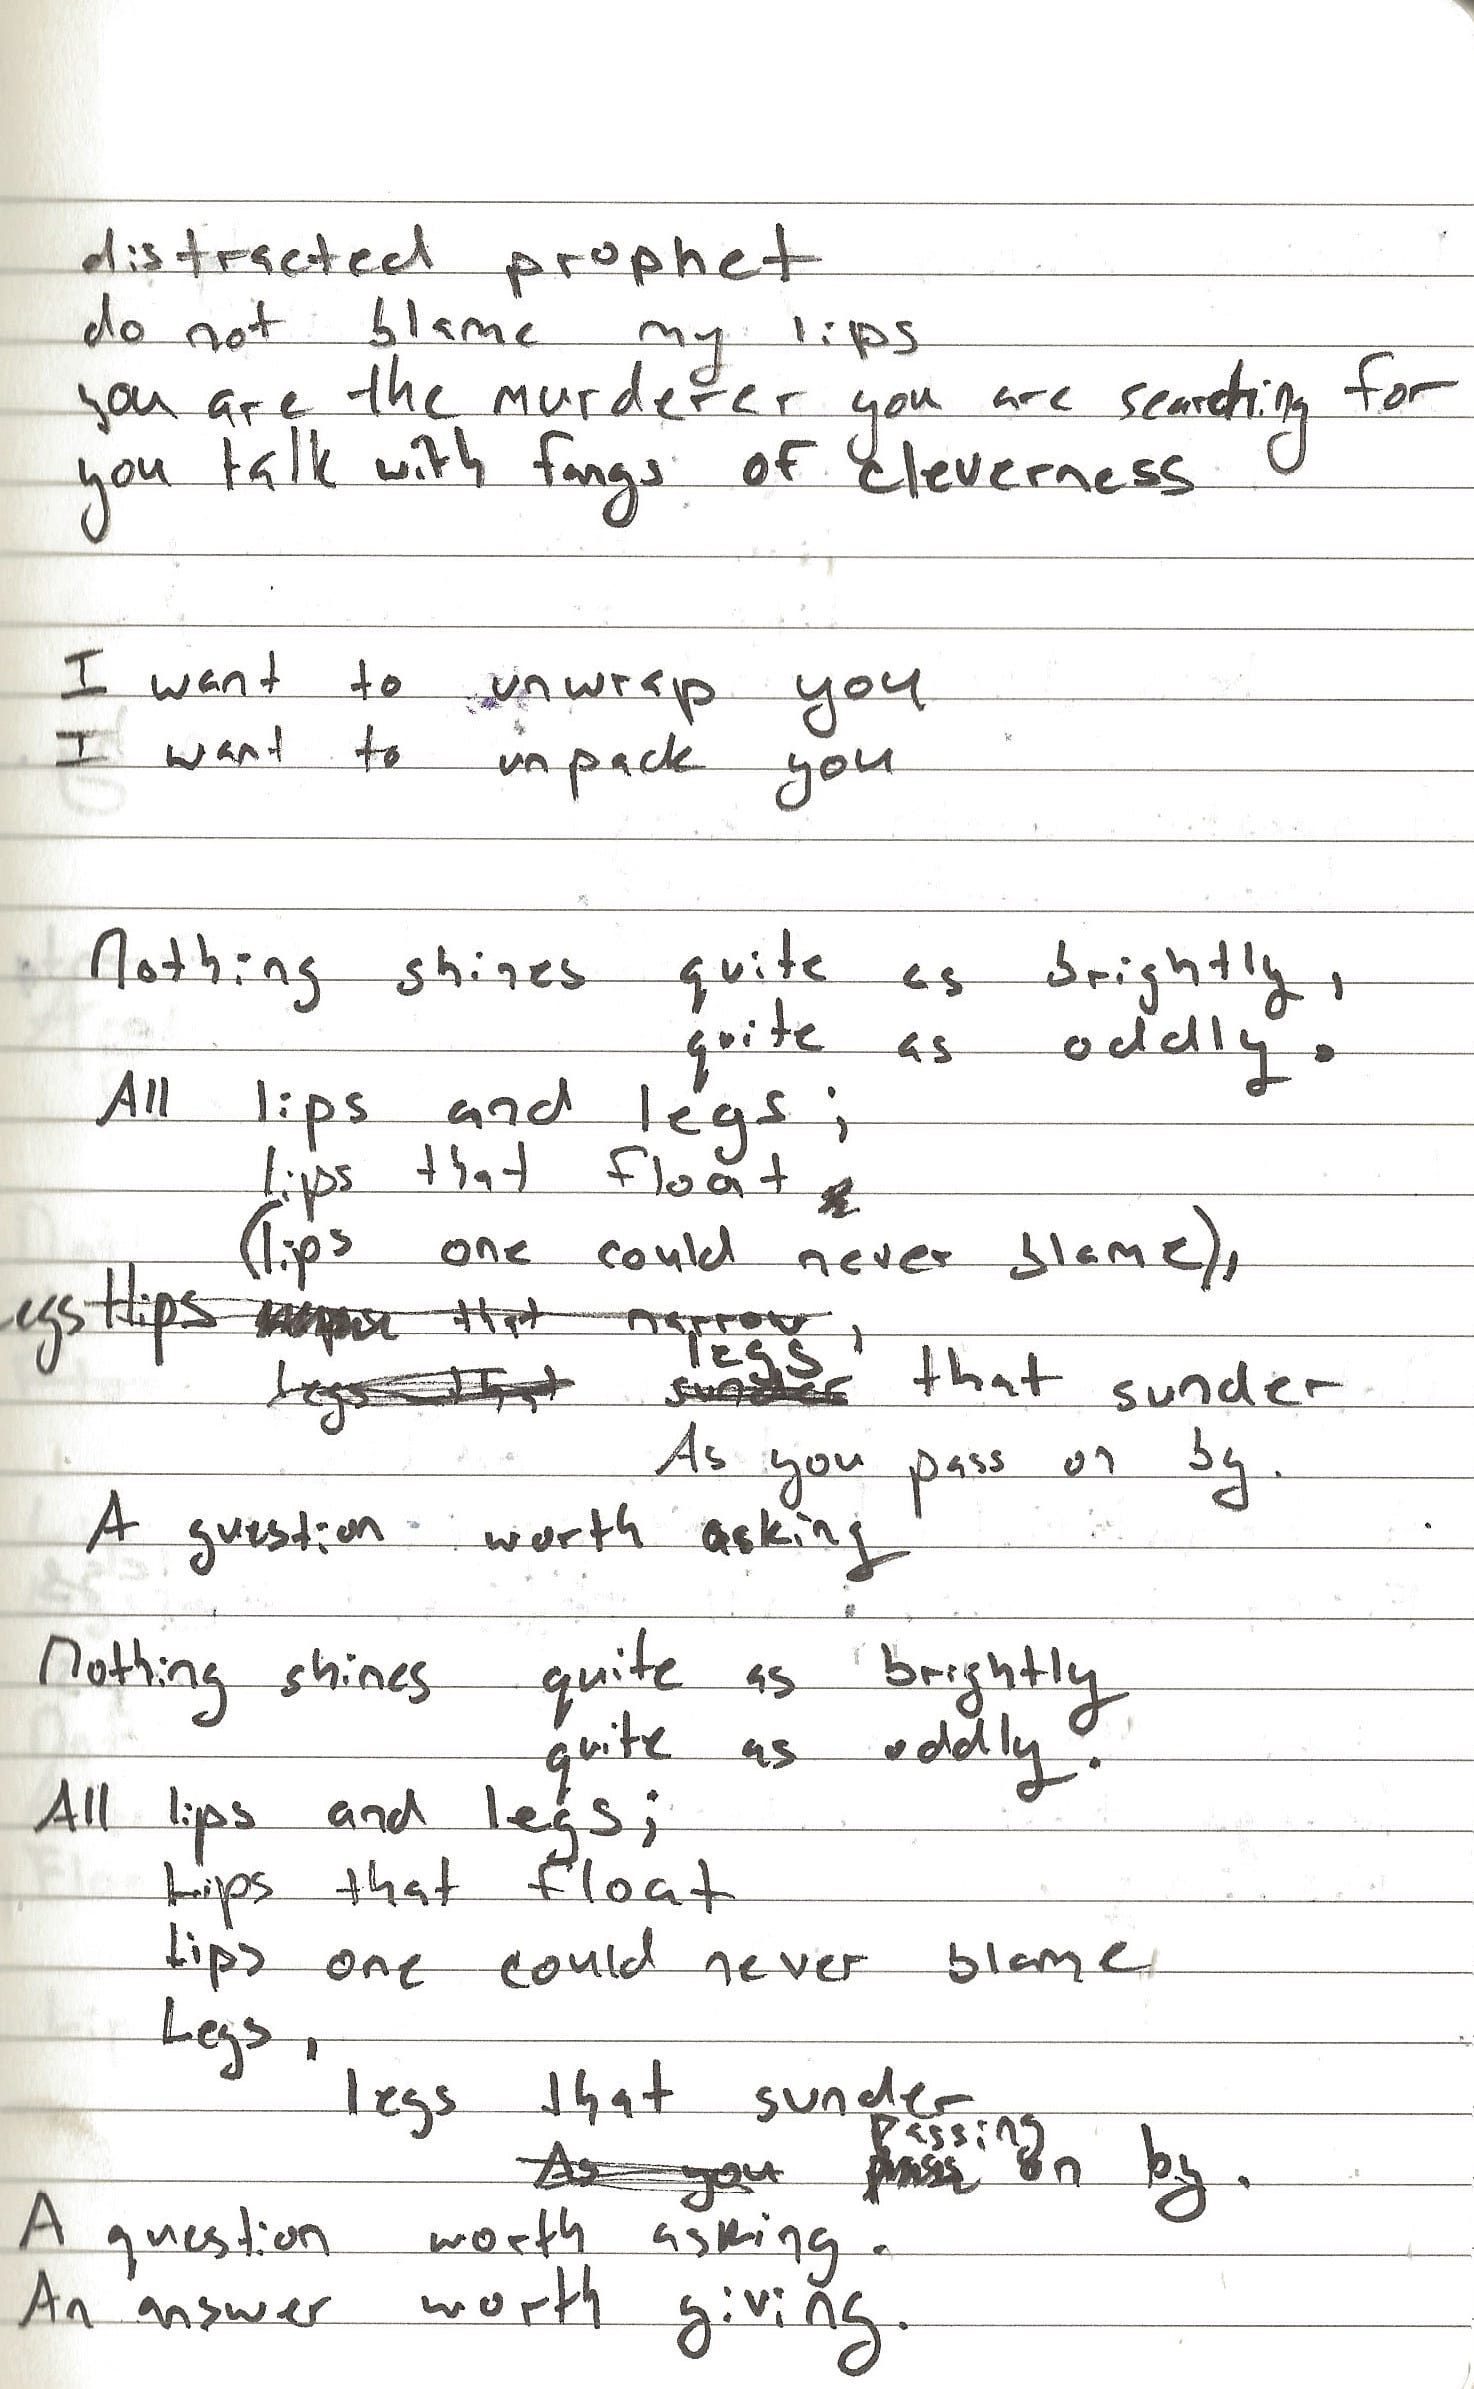 distracted prophet
do not blame my lips
you are the murderer you are searching for
you talk with fangs of cleverness
I want to unwrap you
I want to unpack you
Nothing shines quite as brightly,
quite as oddly.
All lips and legs;
lips that float
(lips one could never blame),
legs Hips that narrow,
legs
Legs that sunder that sunder
As you pass on by.
A question worth asking
Nothing shines quite as brightly
quite as oddly.
All lips and legs;
Lips that float
Lips one could never blame
Legs,
legs that sunder
passing
As you pass on by.
A question worth asking.
An answer worth giving.